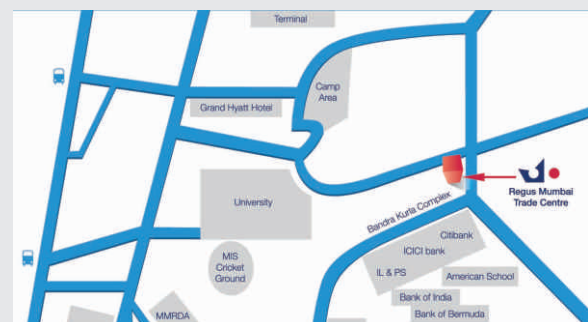 Terminal
Camp
Area
Grand Hyatt Hotel
Regus Mumbai
Trade Centre
University
Bandra Kurla Complex
Citibank
ICICI bank
IL & PS
MIS
Cricket
Ground
American School
Bank of India
Bank of Bermuda
MMRDA